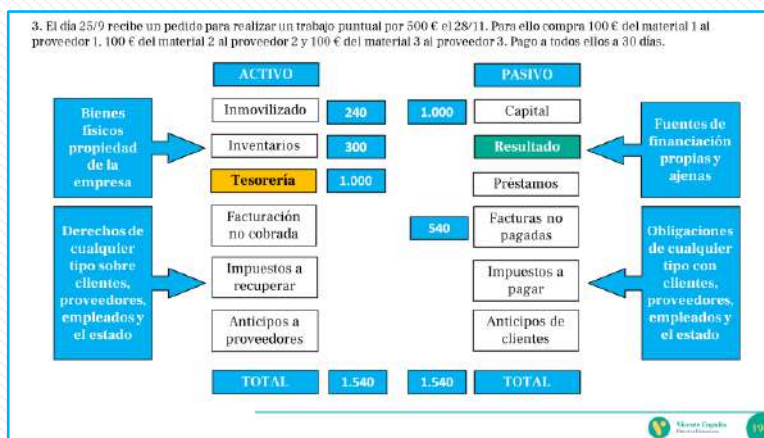 3. El día 25/9 recibe un pedido para realizar un trabajo puntual por 500 € el 28/11. Para ello compra 100 € del material 1 al
proveedor 1, 100 € del material 2 al proveedor 2 y 100 € del material 3 al proveedor 3. Pago a todos ellos a 30 días.
ACTIVO
PASIVO
Bienes
físicos
propiedad
de la
empresa
Inmovilizado
240
1.000
Capital
Inventarios
300
Resultado
Tesorería
1.000
Préstamos
Fuentes de
financiación
propias y
ajenas
Derechos de
cualquier
tipo sobre
clientes,
proveedores,
empleados y
el estado
Facturación
no cobrada
540
Facturas no
pagadas
Impuestos a
recuperar
Impuestos a
pagar
Anticipos a
proveedores
Anticipos de
clientes
Obligaciones
de cualquier
tipo con
clientes,
proveedores,
empleados y
el estado
TOTAL
1.540
1.540
TOTAL
Vicente
19